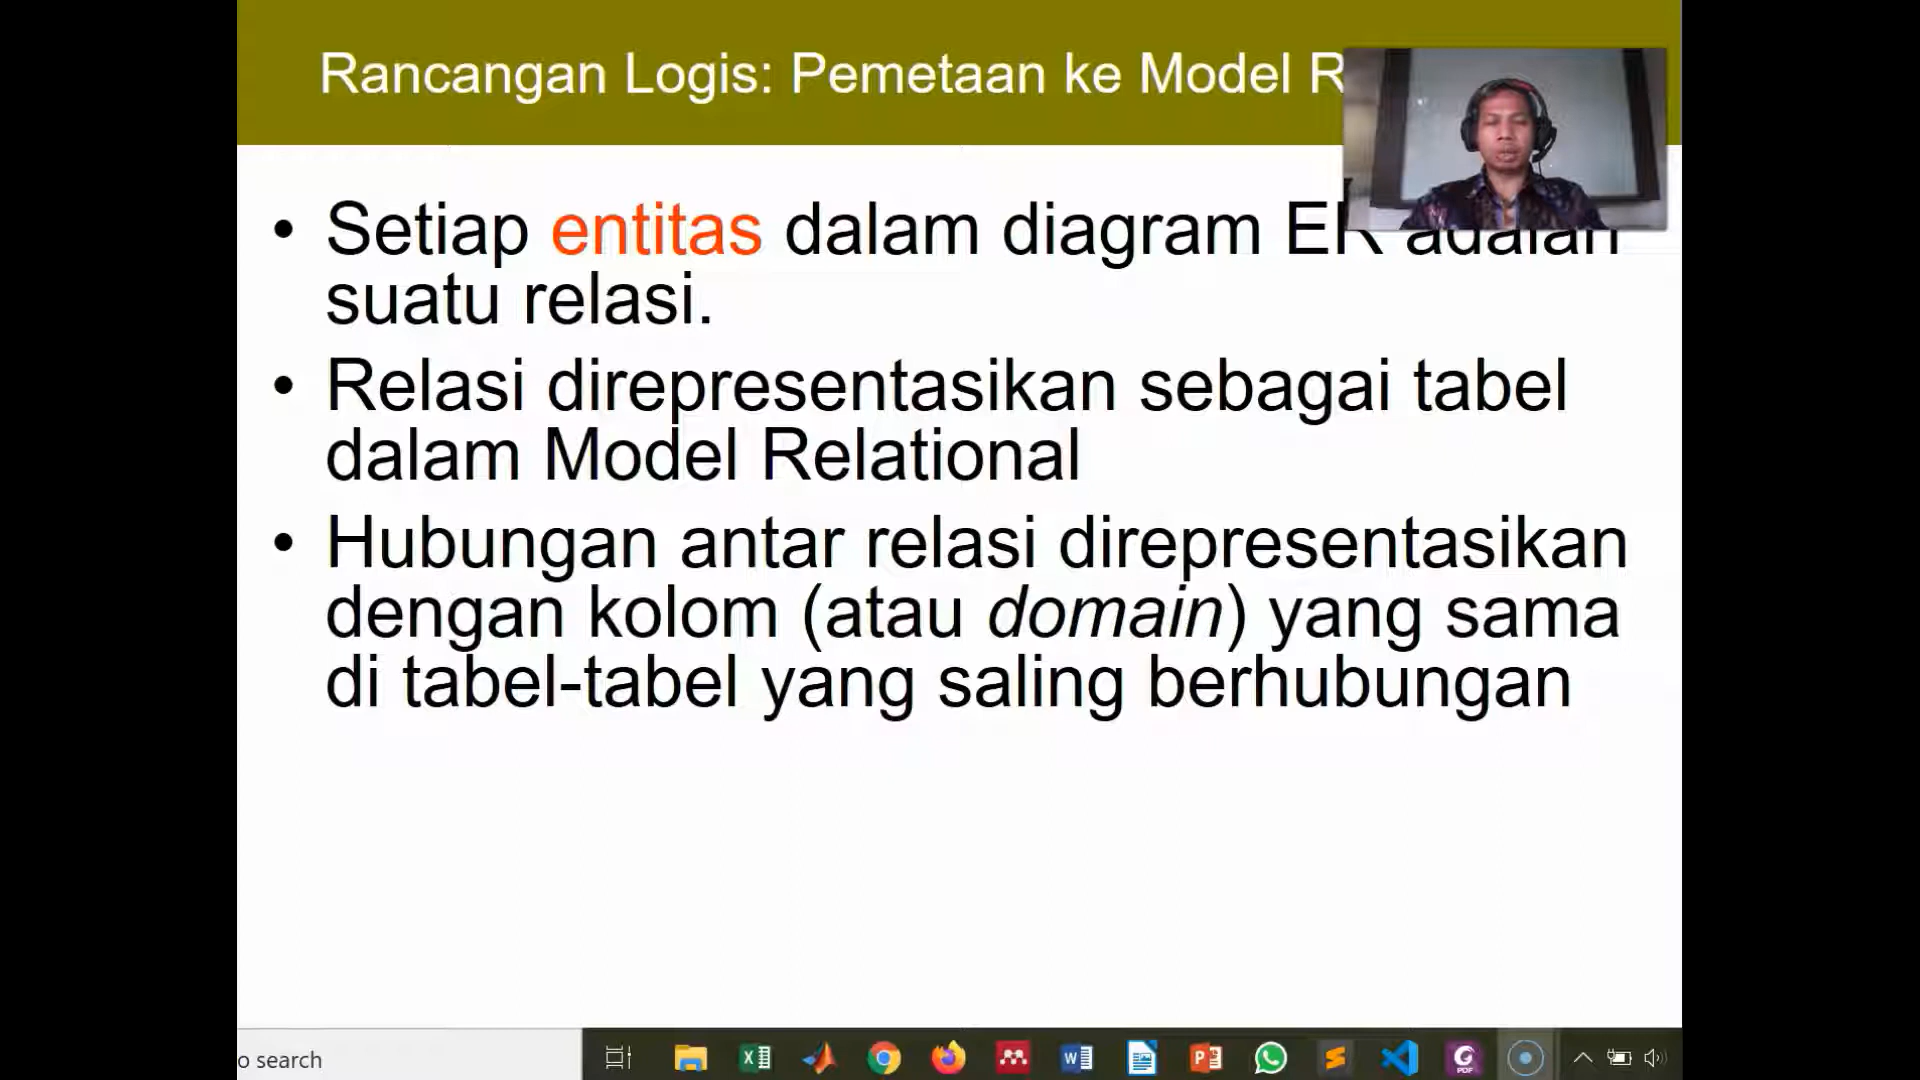 Rancangan Logis: Pemetaan ke Model R
• Setiap entitas dalam diagram ER adalah
suatu relasi.
• Relasi direpresentasikan sebagai tabel
dalam Model Relational
• Hubungan antar relasi direpresentasikan
dengan kolom (atau domain) yang sama
di tabel-tabel yang saling berhubungan
o search